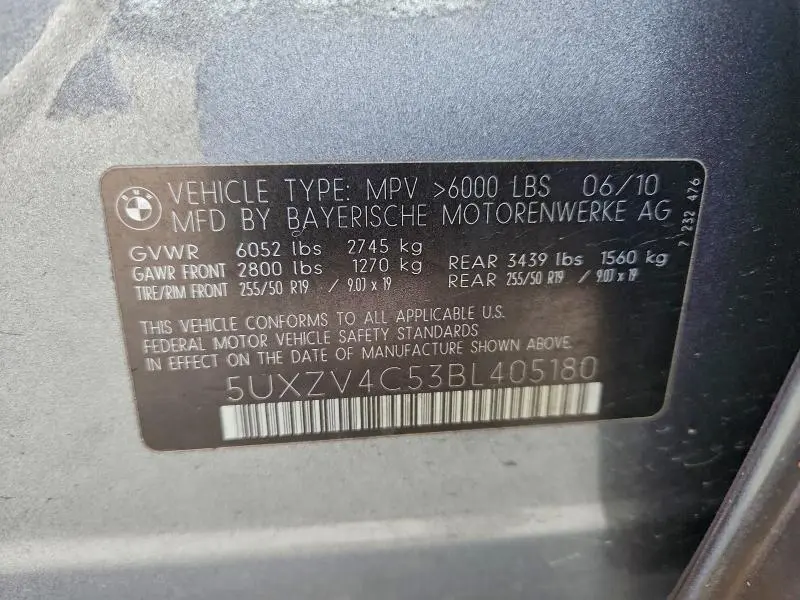 VEHICLE TYPE: MPV >6000 LBS 06/10
MFD BY BAYERISCHE MOTORENWERKE AG
7 232 476
GVWR 6052 lbs 2745 kg
GAWR FRONT 2800 lbs 1270 kg REAR 3439 lbs 1560 kg
TIRE/RIM FRONT 255/50 R19 / 9.0J x 19 REAR 255/50 R19 / 9.0J x 19
THIS VEHICLE CONFORMS TO ALL APPLICABLE U.S.
FEDERAL MOTOR VEHICLE SAFETY STANDARDS
IN EFFECT ON THE DATE OF MANUFACTURE SHOWN ABOVE.
5UXZV4C53BL405180